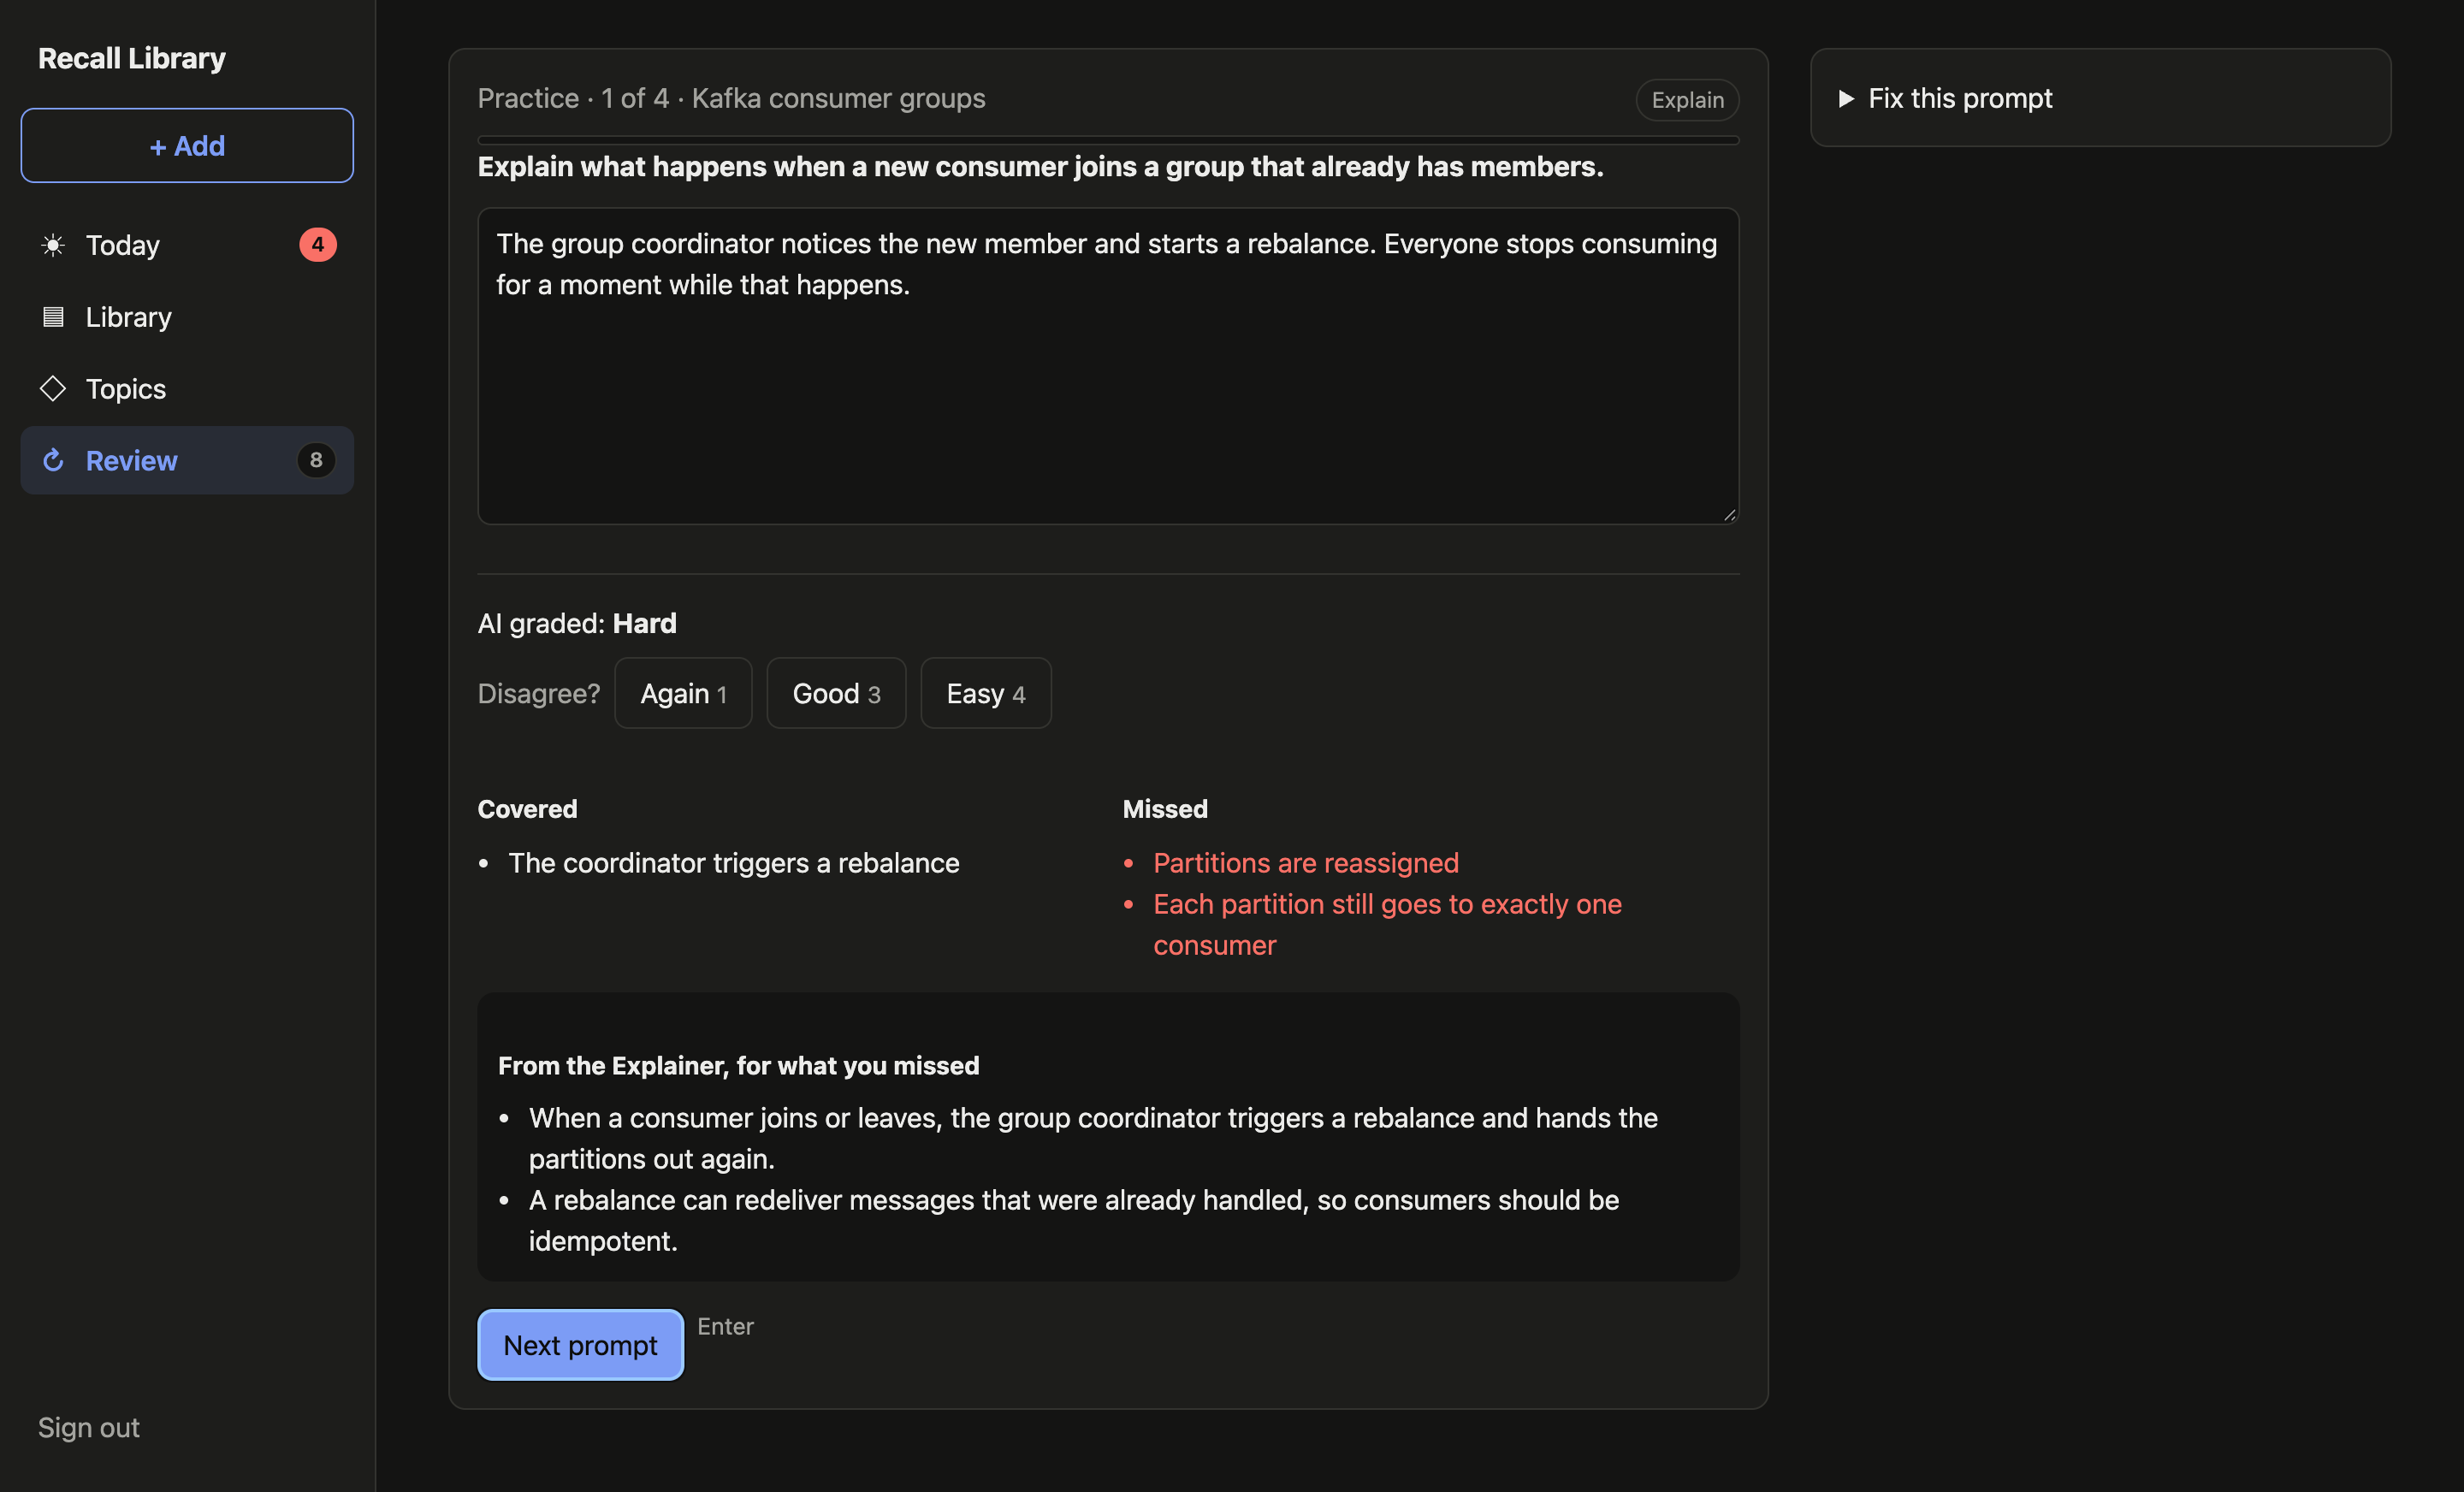 Recall Library
+ Add
Today 4
Library
Topics
Review 8
Sign out
Practice · 1 of 4 · Kafka consumer groups
Explain
Explain what happens when a new consumer joins a group that already has members.
The group coordinator notices the new member and starts a rebalance. Everyone stops consuming
for a moment while that happens.
AI graded: Hard
Disagree? Again 1 Good 3 Easy 4
Covered
• The coordinator triggers a rebalance
Missed
• Partitions are reassigned
• Each partition still goes to exactly one
consumer
From the Explainer, for what you missed
• When a consumer joins or leaves, the group coordinator triggers a rebalance and hands the
partitions out again.
• A rebalance can redeliver messages that were already handled, so consumers should be
idempotent.
Next prompt Enter
▶ Fix this prompt